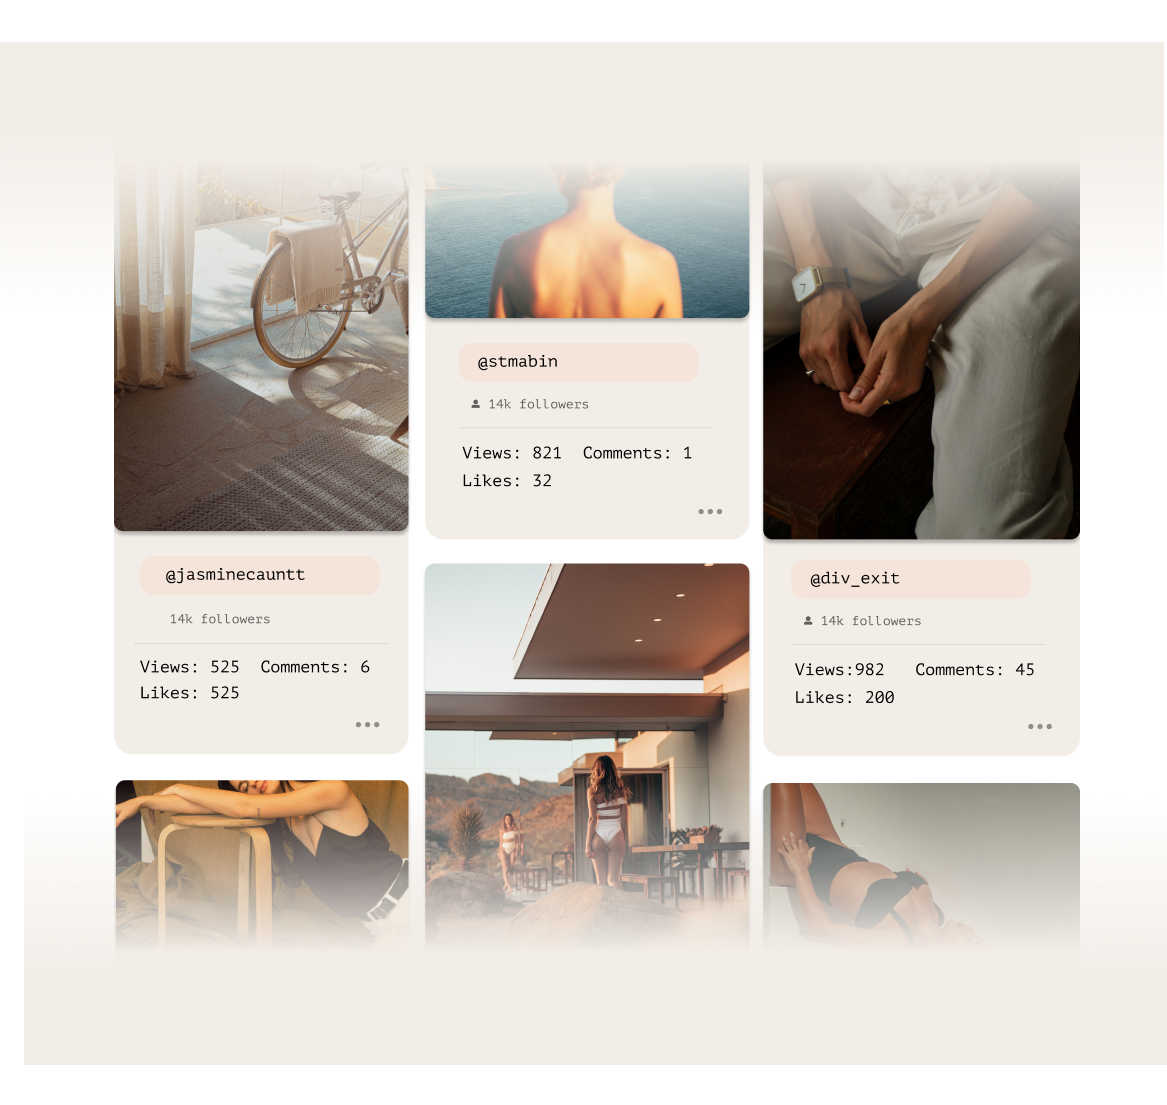 @stmabin
14k followers
Views: 821 Comments: 1
Likes: 32
@jasminecauntt
14k followers
Views: 525 Comments: 6
Likes: 525
@div_exit
14k followers
Views:982 Comments: 45
Likes: 200
7